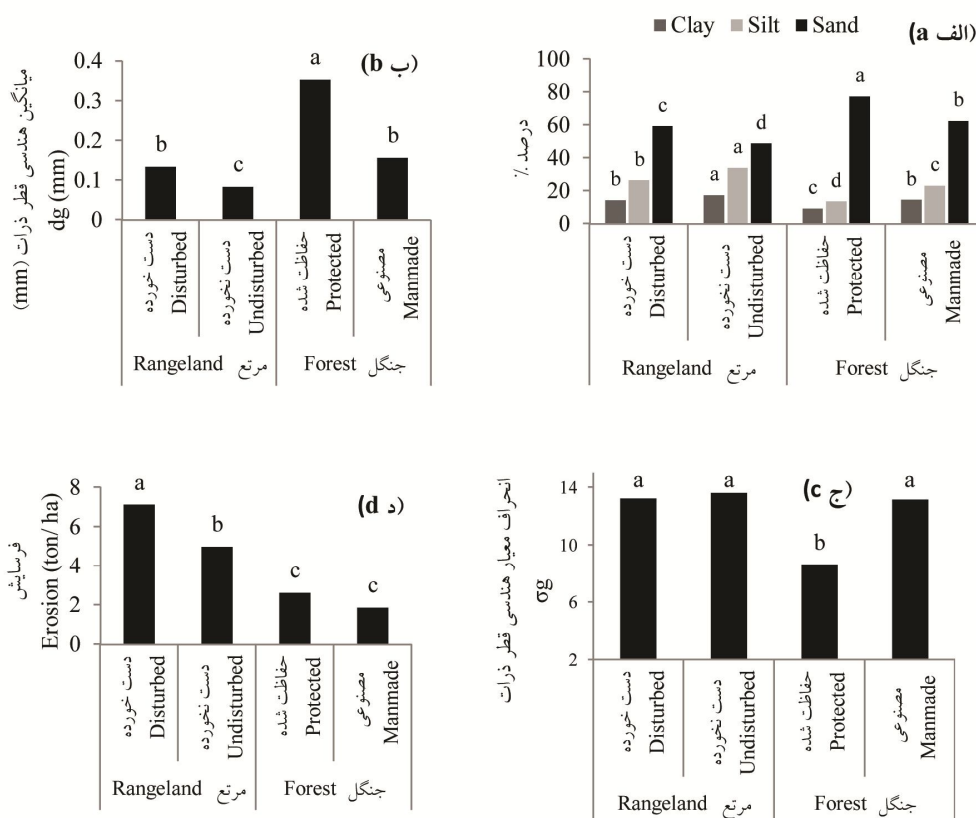 (ب b)
میانگین هندسی قطر ذرات (mm)
dg (mm)
0.4
0.3
0.2
0.1
0
b
c
a
b
دست خورده
Disturbed
دست نخورده
Undisturbed
حفاظت شده
Protected
مصنوعی
Manmade
Rangeland مرتع
Forest جنگل
Clay Silt Sand
(الف a)
درصد ٪
100
80
60
40
20
0
b b c
a a d
c d a
b c b
دست خورده
Disturbed
دست نخورده
Undisturbed
حفاظت شده
Protected
مصنوعی
Manmade
Rangeland مرتع
Forest جنگل
(د d)
فرسایش
Erosion (ton/ ha)
8
6
4
2
0
a
b
c
c
دست خورده
Disturbed
دست نخورده
Undisturbed
حفاظت شده
Protected
مصنوعی
Manmade
Rangeland مرتع
Forest جنگل
(ج c)
انحراف معیار هندسی قطر ذرات
σg
14
13
6
2
a
a
b
a
دست خورده
Disturbed
دست نخورده
Undisturbed
حفاظت شده
Protected
مصنوعی
Manmade
Rangeland مرتع
Forest جنگل